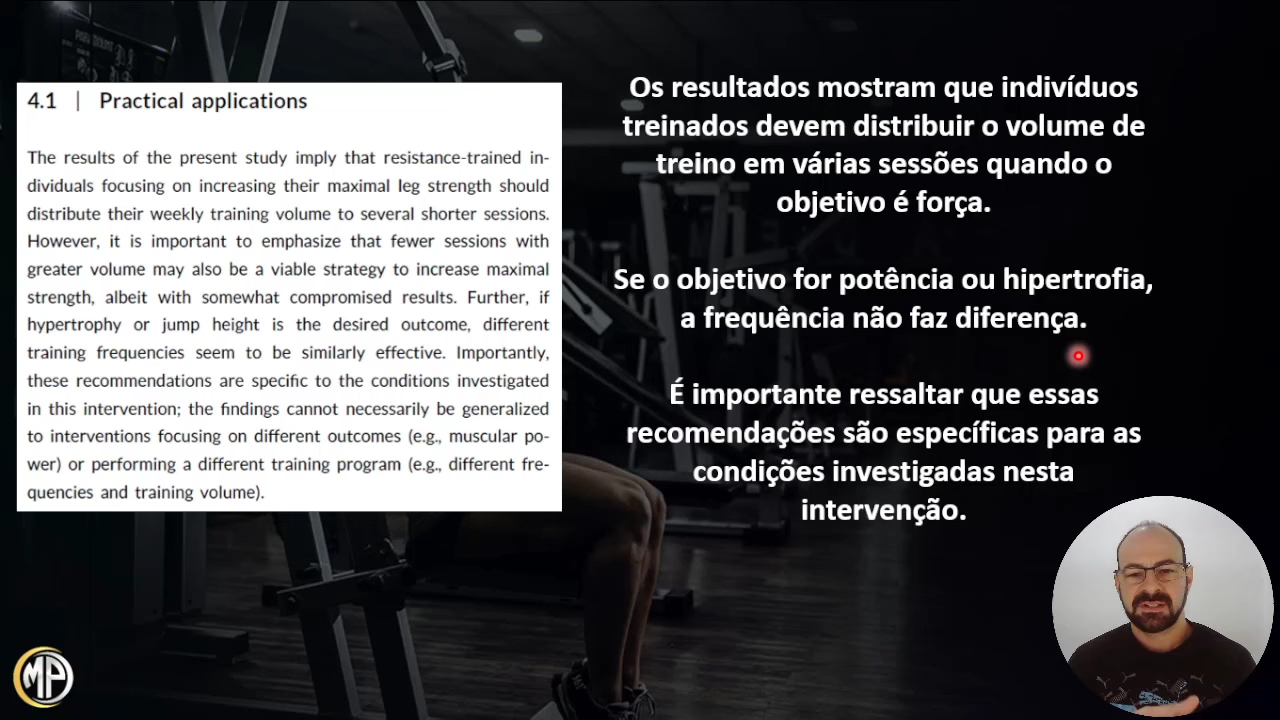 4.1 | Practical applications
The results of the present study imply that resistance-trained in-
dividuals focusing on increasing their maximal leg strength should
distribute their weekly training volume to several shorter sessions.
However, it is important to emphasize that fewer sessions with
greater volume may also be a viable strategy to increase maximal
strength, albeit with somewhat compromised results. Further, if
hypertrophy or jump height is the desired outcome, different
training frequencies seem to be similarly effective. Importantly,
these recommendations are specific to the conditions investigated
in this intervention; the findings cannot necessarily be generalized
to interventions focusing on different outcomes (e.g., muscular po-
wer) or performing a different training program (e.g., different fre-
quencies and training volume).
Os resultados mostram que indivíduos
treinados devem distribuir o volume de
treino em várias sessões quando o
objetivo é força.
Se o objetivo for potência ou hipertrofia,
a frequência não faz diferença.
É importante ressaltar que essas
recomendações são específicas para as
condições investigadas nesta
intervenção.
MP